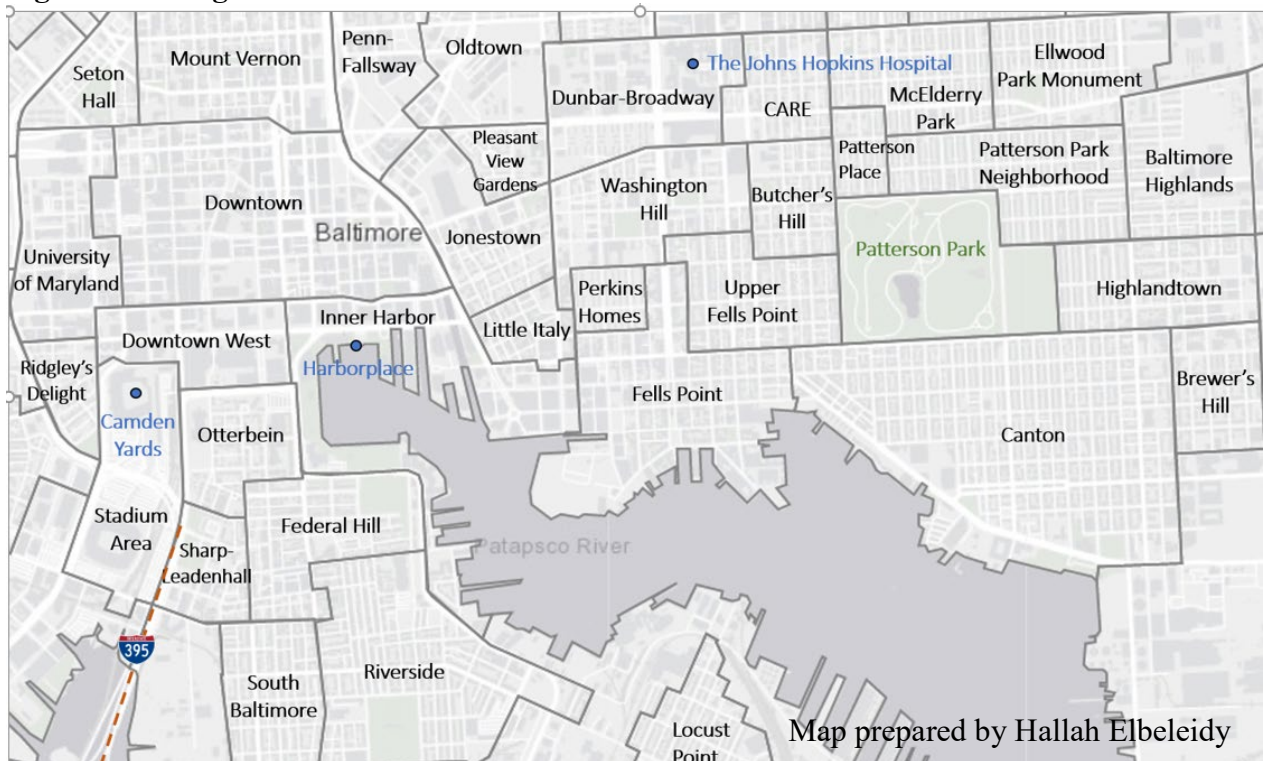 Mount Vernon
Penn-
Fallsway
Oldtown
Seton
Hall
The Johns Hopkins Hospital
Ellwood
Park Monument
Dunbar-Broadway
CARE
McElderry
Park
Pleasant
View
Gardens
Patterson
Place
Patterson Park
Neighborhood
Baltimore
Highlands
Downtown
Washington
Hill
Butcher's
Hill
Baltimore
Jonestown
Patterson Park
University
of Maryland
Perkins
Homes
Upper
Fells Point
Highlandtown
Inner Harbor
Little Italy
Downtown West
Harborplace
Ridgley's
Delight
Camden
Yards
Otterbein
Fells Point
Brewer's
Hill
Canton
Stadium
Area
Federal Hill
Sharp-
Leadenhall
Patapsco River
395
South
Baltimore
Riverside
Locust
Point
Map prepared by Hallah Elbeleidy